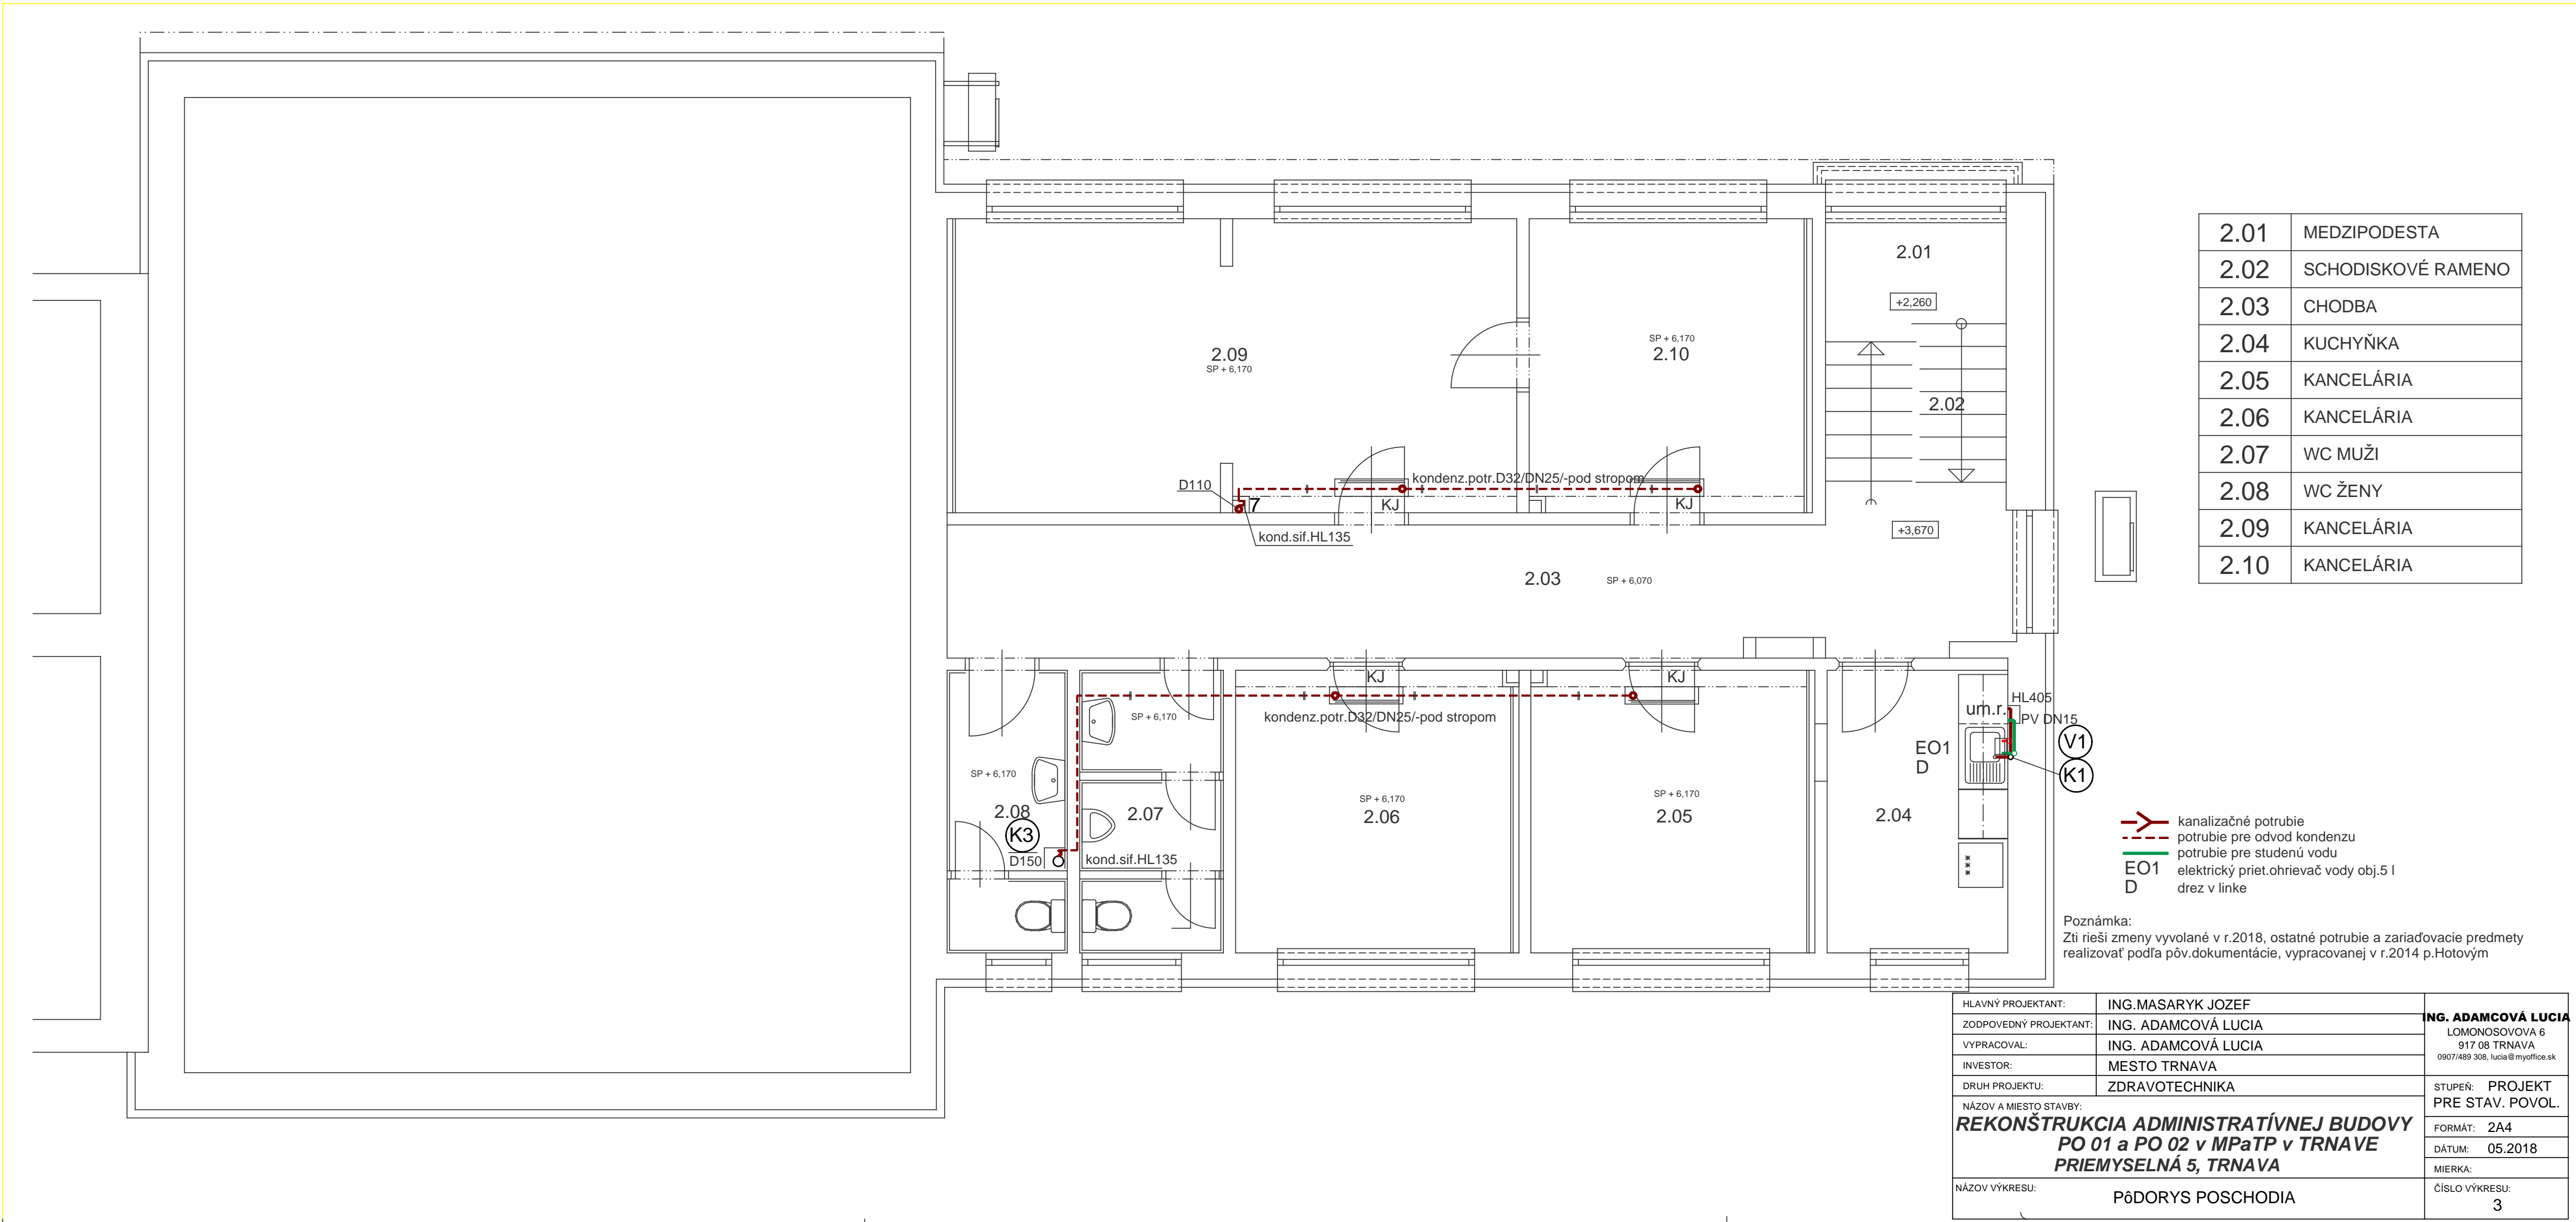 2.01
+2,260
SP + 6,170
2.10
2.09
SP + 6,170
2.02
kondenz.potr.D32/DN25/-pod stropom
D110
7
KJ
KJ
kond.sif.HL135
+3,670
2.03
SP + 6,070
KJ
KJ
kondenz.potr.D32/DN25/-pod stropom
SP + 6,170
SP + 6,170
2.08
K3
D150
kond.sif.HL135
2.07
SP + 6,170
2.06
SP + 6,170
2.05
2.04
EO1
D
um.r.
HL405
PV DN15
V1
K1
2.01 MEDZIPODESTA
2.02 SCHODISKOVÉ RAMENO
2.03 CHODBA
2.04 KUCHYŇKA
2.05 KANCELÁRIA
2.06 KANCELÁRIA
2.07 WC MUŽI
2.08 WC ŽENY
2.09 KANCELÁRIA
2.10 KANCELÁRIA
kanalizačné potrubie
potrubie pre odvod kondenzu
potrubie pre studenú vodu
EO1 elektrický priet.ohrievač vody obj.5 l
D drez v linke
Poznámka:
Zti rieši zmeny vyvolané v r.2018, ostatné potrubie a zariaďovacie predmety
realizovať podľa pôv.dokumentácie, vypracovanej v r.2014 p.Hotovým
HLAVNÝ PROJEKTANT: ING.MASARYK JOZEF
ZODPOVEDNÝ PROJEKTANT: ING. ADAMCOVÁ LUCIA
VYPRACOVAL: ING. ADAMCOVÁ LUCIA
INVESTOR: MESTO TRNAVA
DRUH PROJEKTU: ZDRAVOTECHNIKA
NÁZOV A MIESTO STAVBY:
REKONŠTRUKCIA ADMINISTRATÍVNEJ BUDOVY
PO 01 a PO 02 v MPaTP v TRNAVE
PRIEMYSELNÁ 5, TRNAVA
NÁZOV VÝKRESU: PôDORYS POSCHODIA
ING. ADAMCOVÁ LUCIA
LOMONOSOVOVA 6
917 08 TRNAVA
0907/489 308, lucia@myoffice.sk
STUPEŇ: PROJEKT
PRE STAV. POVOL.
FORMÁT: 2A4
DÁTUM: 05.2018
MIERKA:
ČÍSLO VÝKRESU:
3